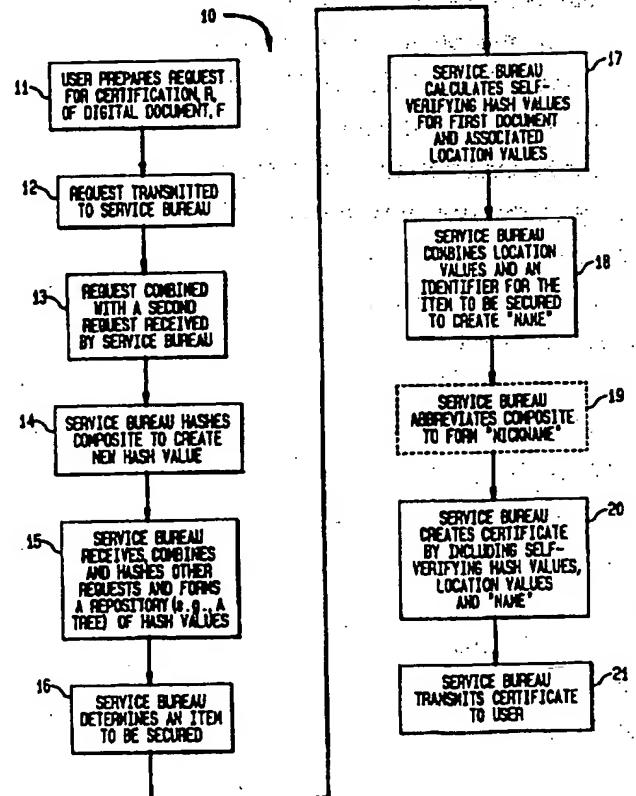 10
11
USER PREPARES REQUEST
FOR CERTIFICATION, R,
OF DIGITAL DOCUMENT, F
12
REQUEST TRANSMITTED
TO SERVICE BUREAU
13
REQUEST COMBINED
WITH A SECOND
REQUEST RECEIVED
BY SERVICE BUREAU
14
SERVICE BUREAU HASHES
COMPOSITE TO CREATE
NEW HASH VALUE
15
SERVICE BUREAU
RECEIVES, COMBINES
AND HASHES OTHER
REQUESTS AND FORMS
A REPOSITORY (e.g., A
TREE) OF HASH VALUES
16
SERVICE BUREAU
DETERMINES AN ITEM
TO BE SECURED
17
SERVICE BUREAU
CALCULATES SELF-
VERIFYING HASH VALUES
FOR FIRST DOCUMENT
AND ASSOCIATED
LOCATION VALUES
18
SERVICE BUREAU
COMBINES LOCATION
VALUES AND AN
IDENTIFIER FOR THE
ITEM TO BE SECURED
TO CREATE "NAME"
19
SERVICE BUREAU
ABBREVIATES COMPOSITE
TO FORM "NICKNAME"
20
SERVICE BUREAU
CREATES CERTIFICATE
BY INCLUDING SELF-
VERIFYING HASH VALUES,
LOCATION VALUES
AND "NAME"
21
SERVICE BUREAU
TRANSMITS CERTIFICATE
TO USER